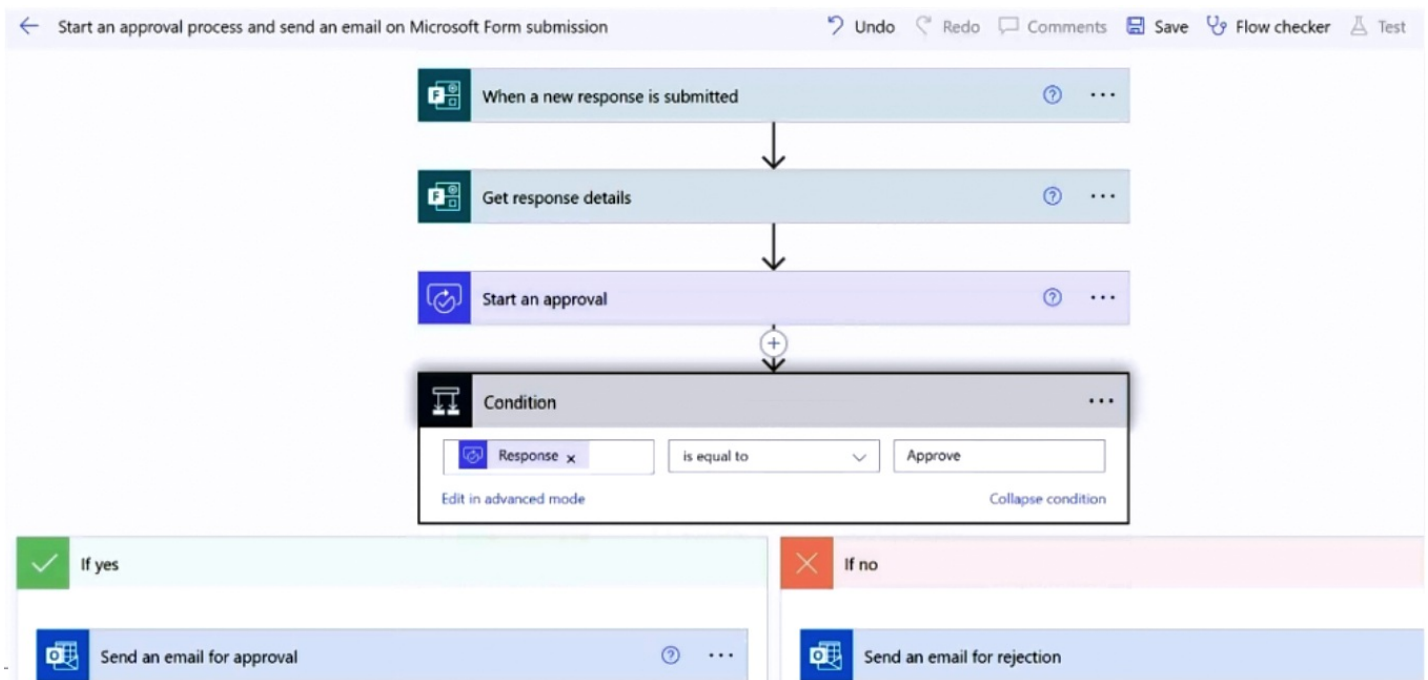 Start an approval process and send an email on Microsoft Form submission
Undo Redo Comments Save Flow checker Test
When a new response is submitted
Get response details
Start an approval
Condition
Response x is equal to Approve
Edit in advanced mode Collapse condition
If yes If no
Send an email for approval Send an email for rejection